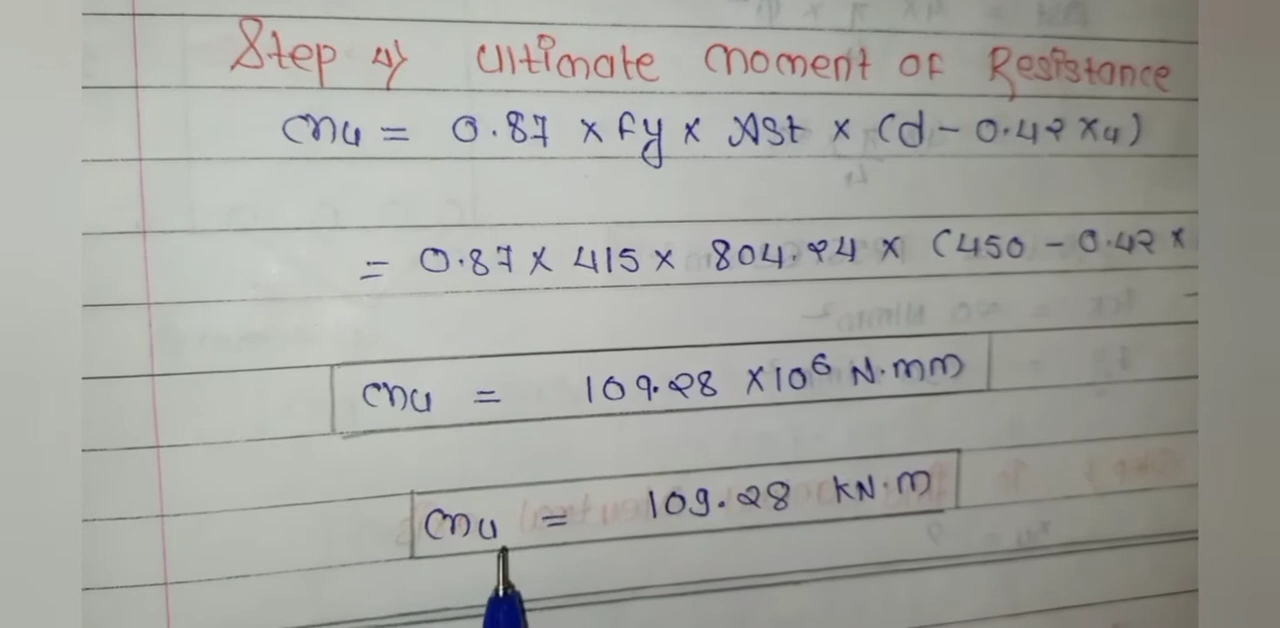 Step 4) Ultimate moment of Resistance
Mu = 0.87 x fy x Ast x (d - 0.42 xu)
= 0.87 x 415 x 804.24 x (450 - 0.42 x
Mu = 109.28 x10⁶ N.mm
Mu = 109.28 kN.m